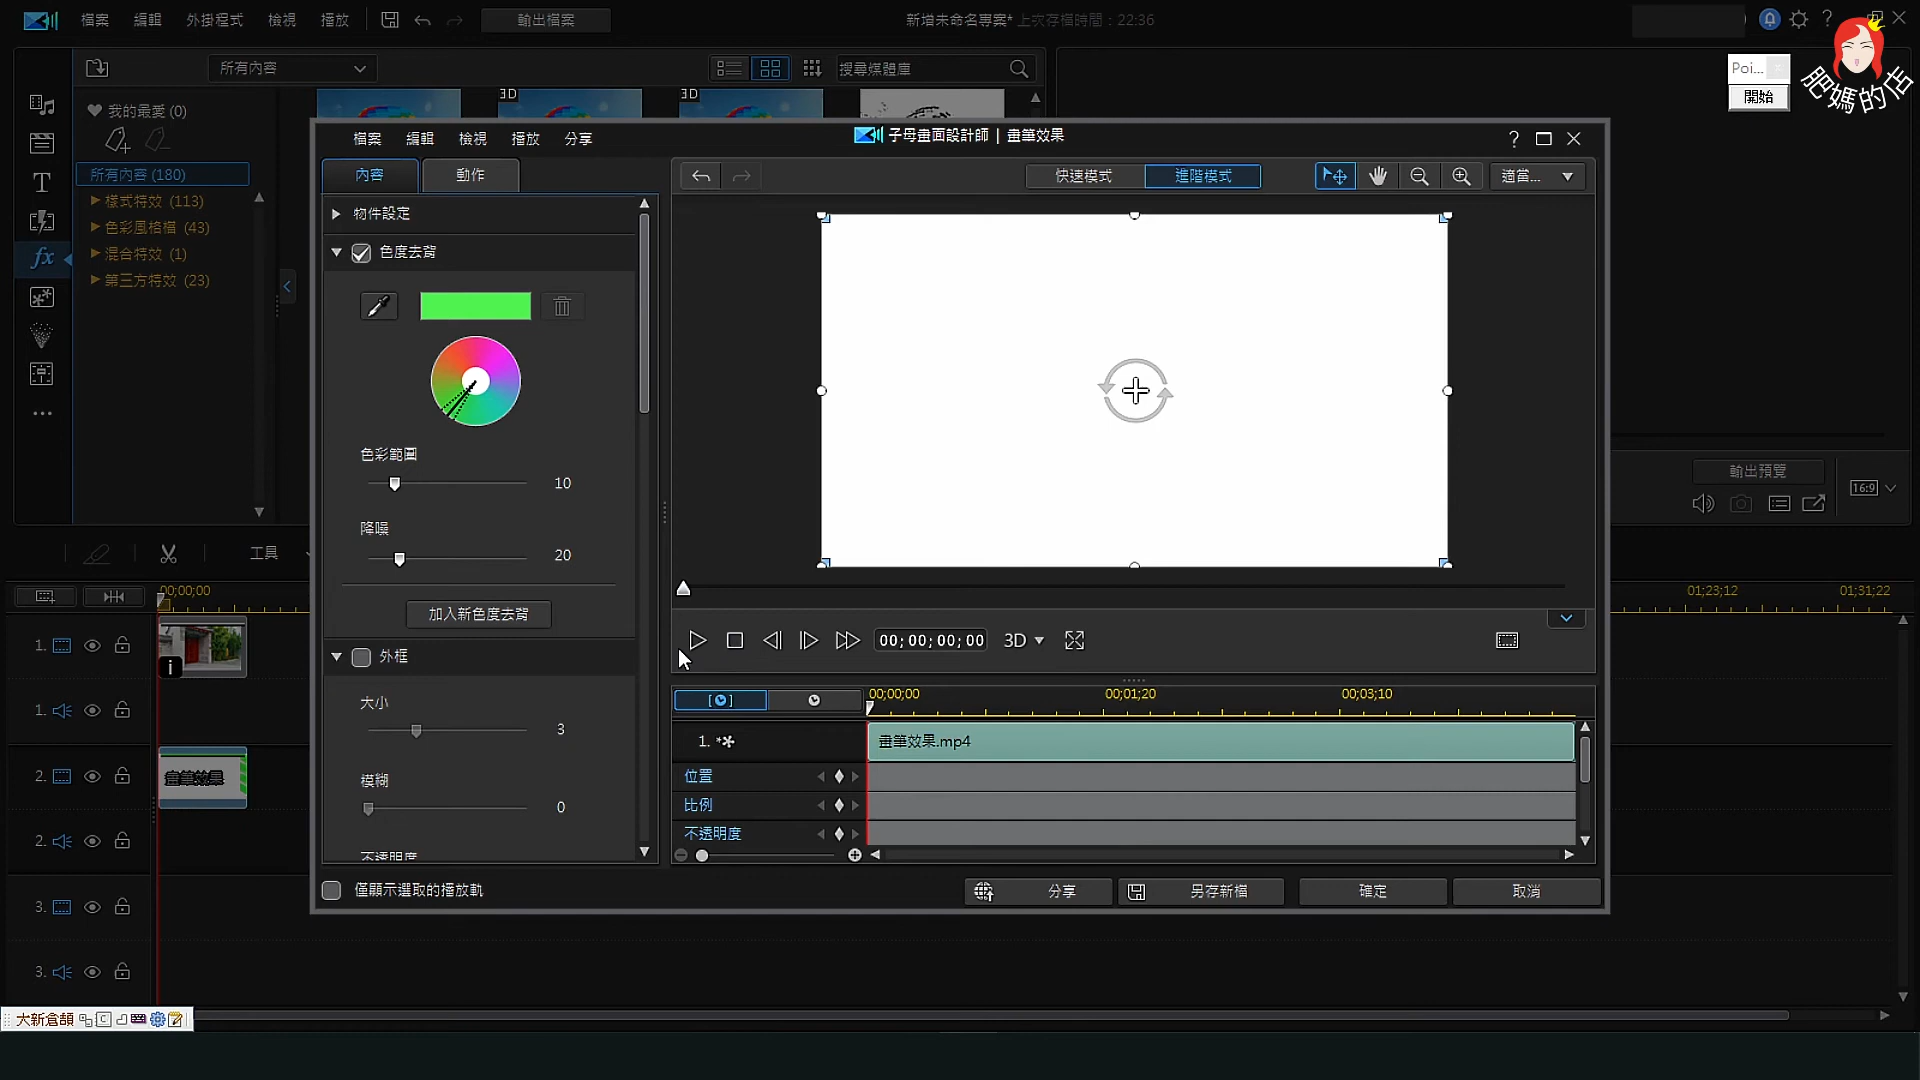 檔案 編輯 外掛程式 檢視 播放 輸出檔案 新增未命名專案* 上次存檔時間：22:36 ?
所有內容 搜尋媒體庫
Poi...
開始
肥媽的店
3D 3D
我的最愛 (0)
所有內容 (180)
樣式特效 (113)
色彩風格檔 (43)
混合特效 (1)
第三方特效 (23)
T
fx
檔案 編輯 檢視 播放 分享 子母畫面設計師 | 畫筆效果 ?
內容 動作 快速模式 進階模式 適當...
物件設定
色度去背
色彩範圍
10
降噪
20
加入新色度去背
外框
大小
3
模糊
0
不透明度
00;00;00;00 3D
00;00;00 00;01;20 00;03;10
1. 畫筆效果.mp4
位置
比例
不透明度
僅顯示選取的播放軌 分享 另存新檔 確定 取消
輸出預覽
16:9
工具
00;00;00 01;23;12 01;31;22
1.
i
1.
2. 畫筆效果
2.
3.
3.
大新倉頡